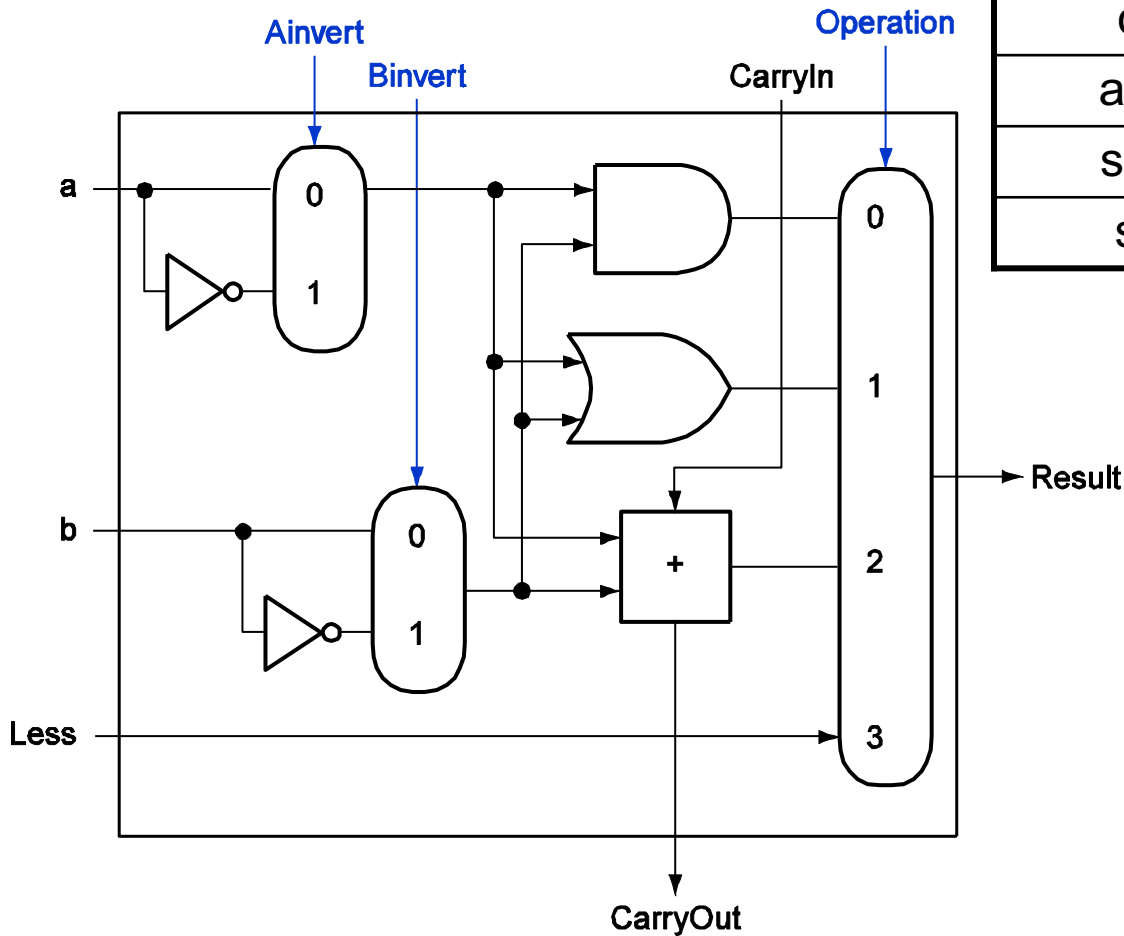 Ainvert
Operation
Binvert
CarryIn
a
0
1
0
1
b
0
1
+
2
Result
Less
3
CarryOut
a
s